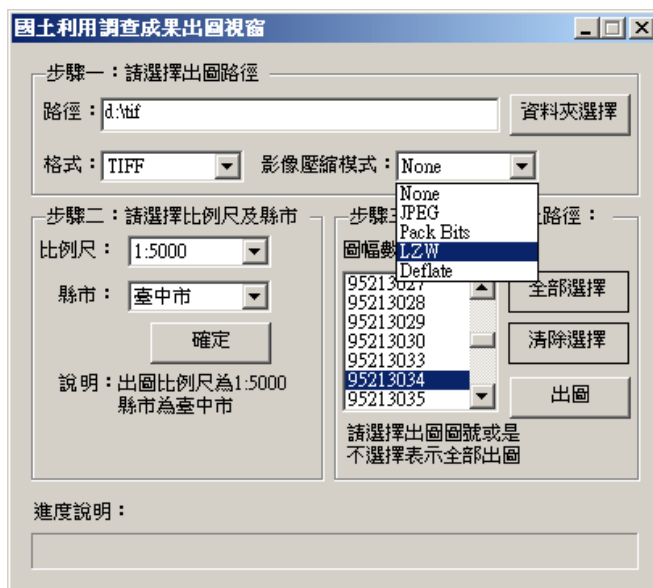 國土利用調查成果出圖視窗
步驟一：請選擇出圖路徑
路徑：d:\tif
資料夾選擇
格式：TIFF
影像壓縮模式：None
None
JPEG
Pack Bits
LZW
Deflate
步驟二：請選擇比例尺及縣市
比例尺： 1:5000
縣市： 臺中市
確定
說明：出圖比例尺為1:5000
縣市為臺中市
步驟
路徑：
圖幅數
95213027
95213028
95213029
95213030
95213033
95213034
95213035
全部選擇
清除選擇
出圖
請選擇出圖圖號或是
不選擇表示全部出圖
進度說明：